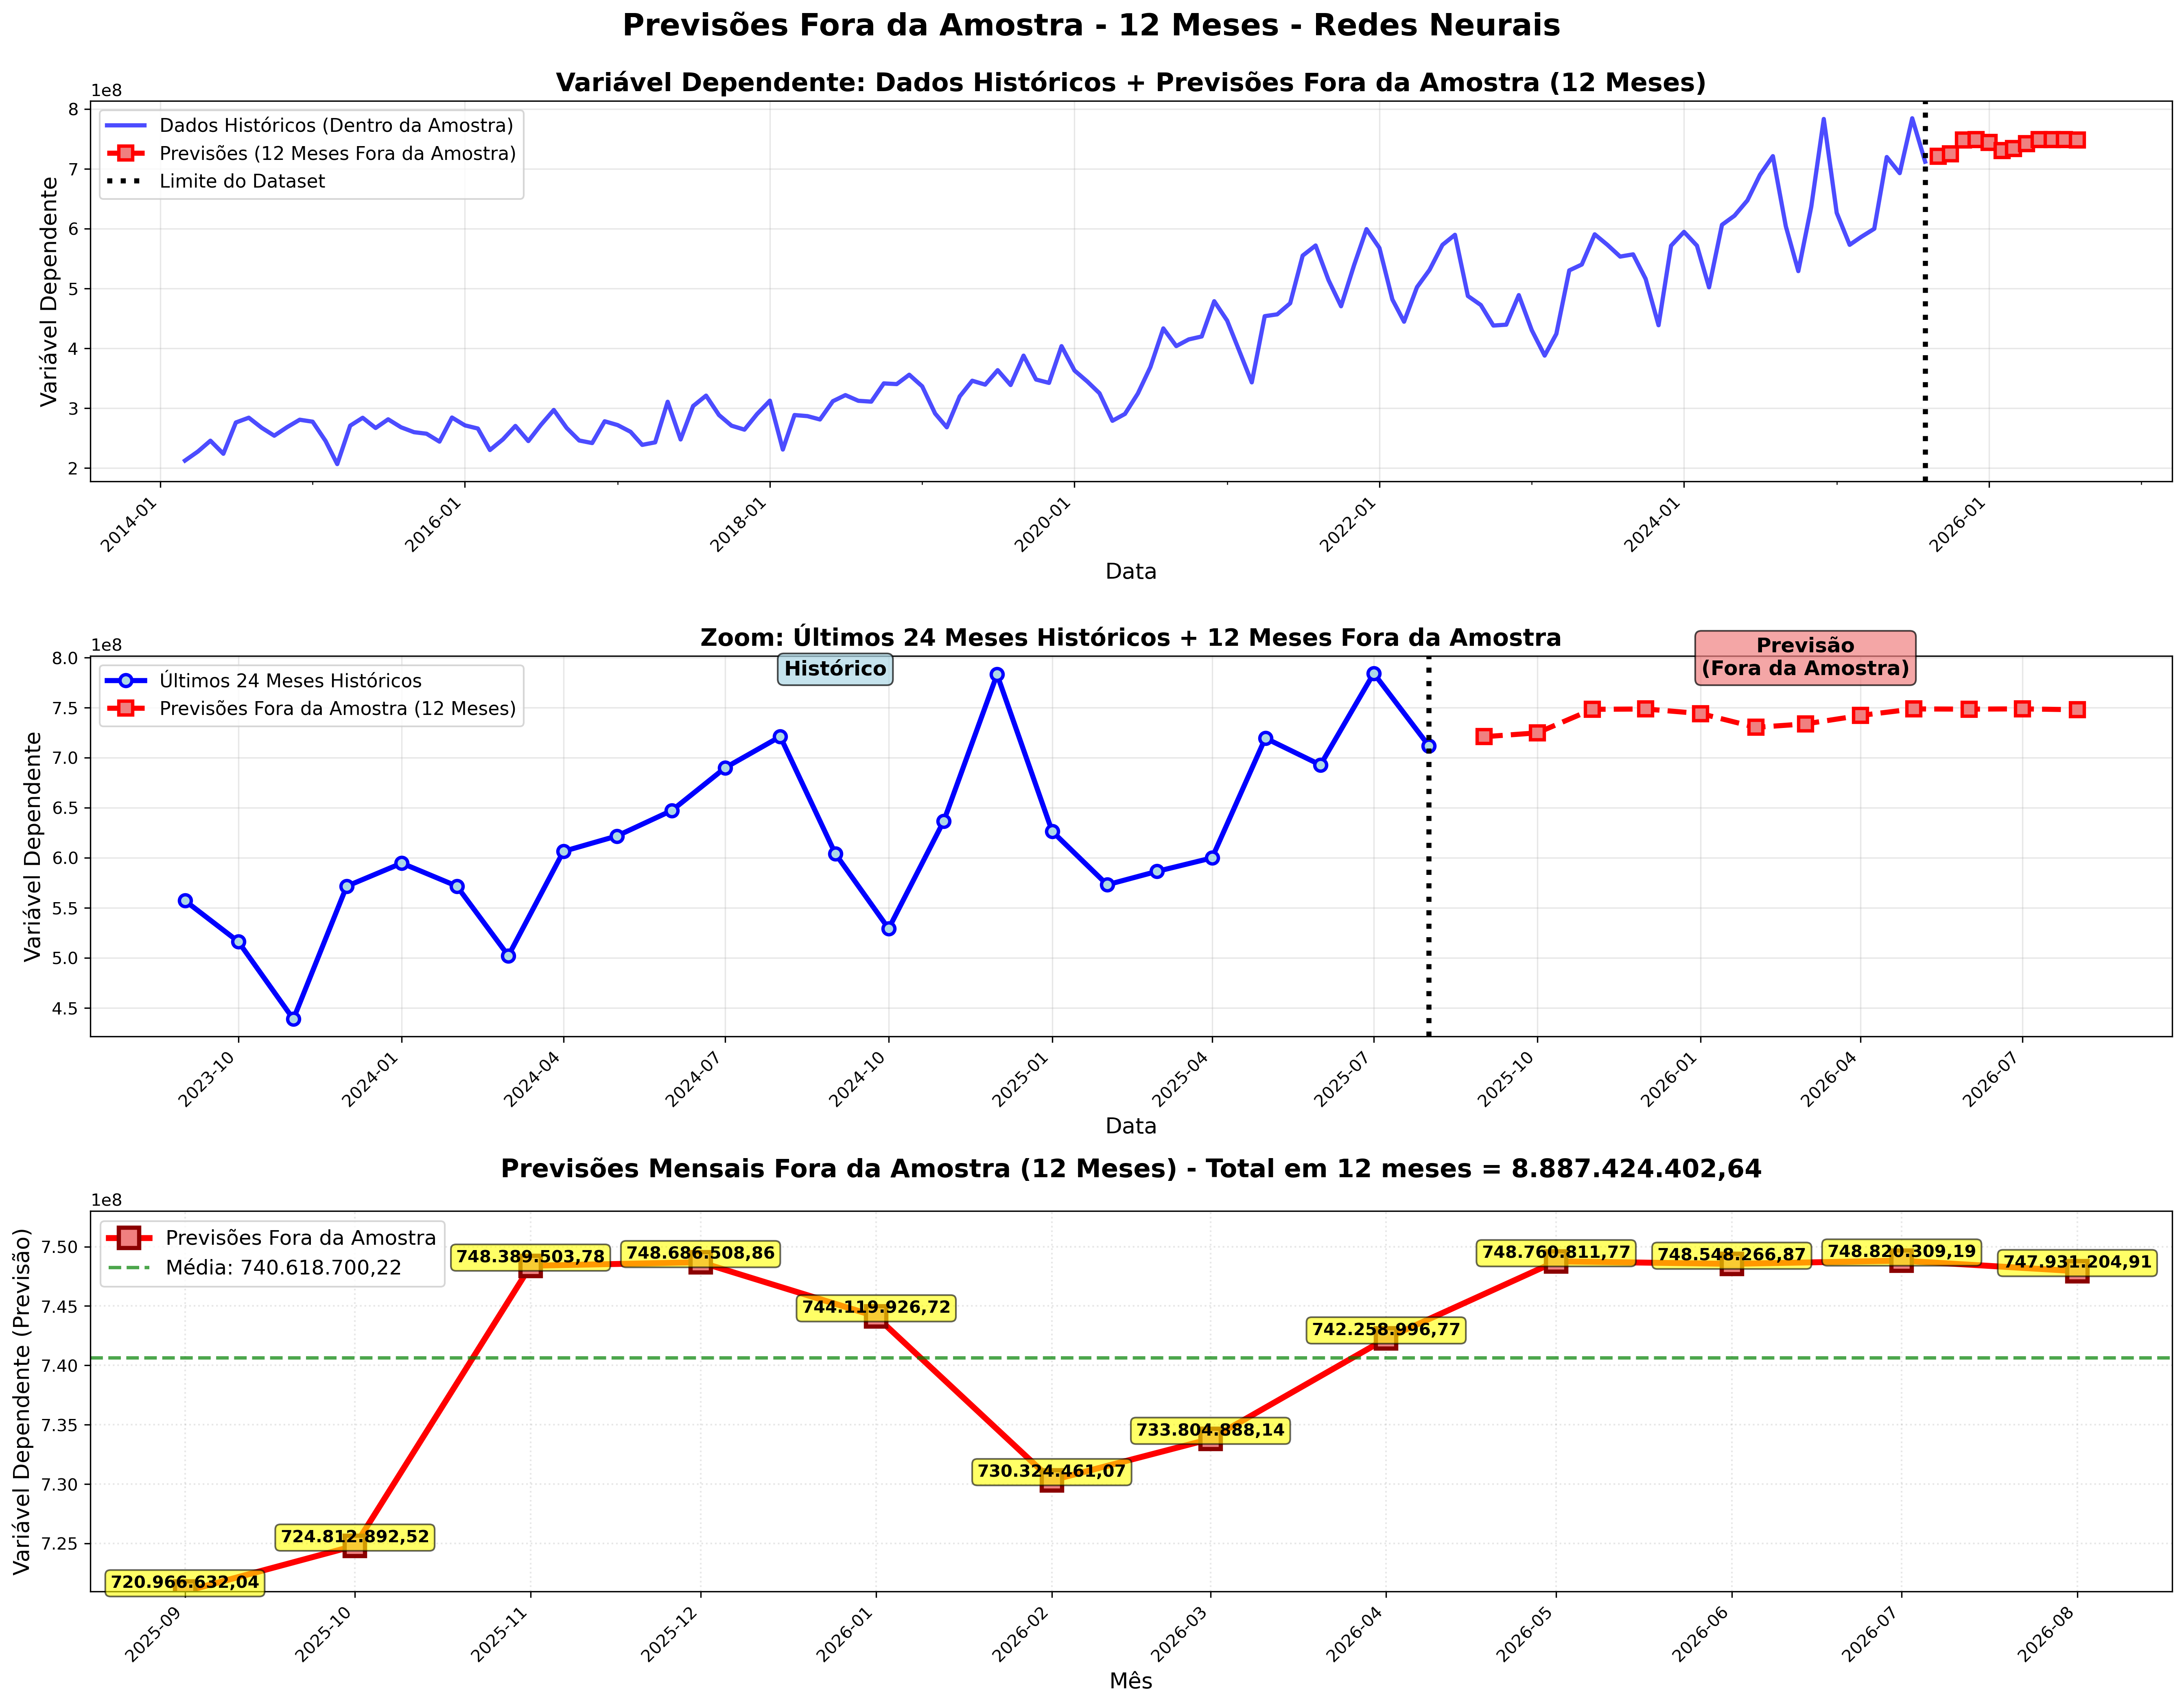 Previsões Fora da Amostra - 12 Meses - Redes Neurais
Variável Dependente: Dados Históricos + Previsões Fora da Amostra (12 Meses)
1e8
Dados Históricos (Dentro da Amostra)
Previsões (12 Meses Fora da Amostra)
Limite do Dataset
Variável Dependente
8
7
6
5
4
3
2
2014-01
2016-01
2018-01
2020-01
2022-01
2024-01
2026-01
Data
Zoom: Últimos 24 Meses Históricos + 12 Meses Fora da Amostra
1e8
Últimos 24 Meses Históricos
Previsões Fora da Amostra (12 Meses)
Histórico
Previsão
(Fora da Amostra)
Variável Dependente
8.0
7.5
7.0
6.5
6.0
5.5
5.0
4.5
2023-10
2024-01
2024-04
2024-07
2024-10
2025-01
2025-04
2025-07
2025-10
2026-01
2026-04
2026-07
Data
Previsões Mensais Fora da Amostra (12 Meses) - Total em 12 meses = 8.887.424.402,64
1e8
Previsões Fora da Amostra
Média: 740.618.700,22
Variável Dependente (Previsão)
7.50
7.45
7.40
7.35
7.30
7.25
720.966.632,04
724.812.892,52
748.389.503,78
748.686.508,86
744.119.926,72
730.324.461,07
733.804.888,14
742.258.996,77
748.760.811,77
748.548.266,87
748.820.309,19
747.931.204,91
2025-09
2025-10
2025-11
2025-12
2026-01
2026-02
2026-03
2026-04
2026-05
2026-06
2026-07
2026-08
Mês